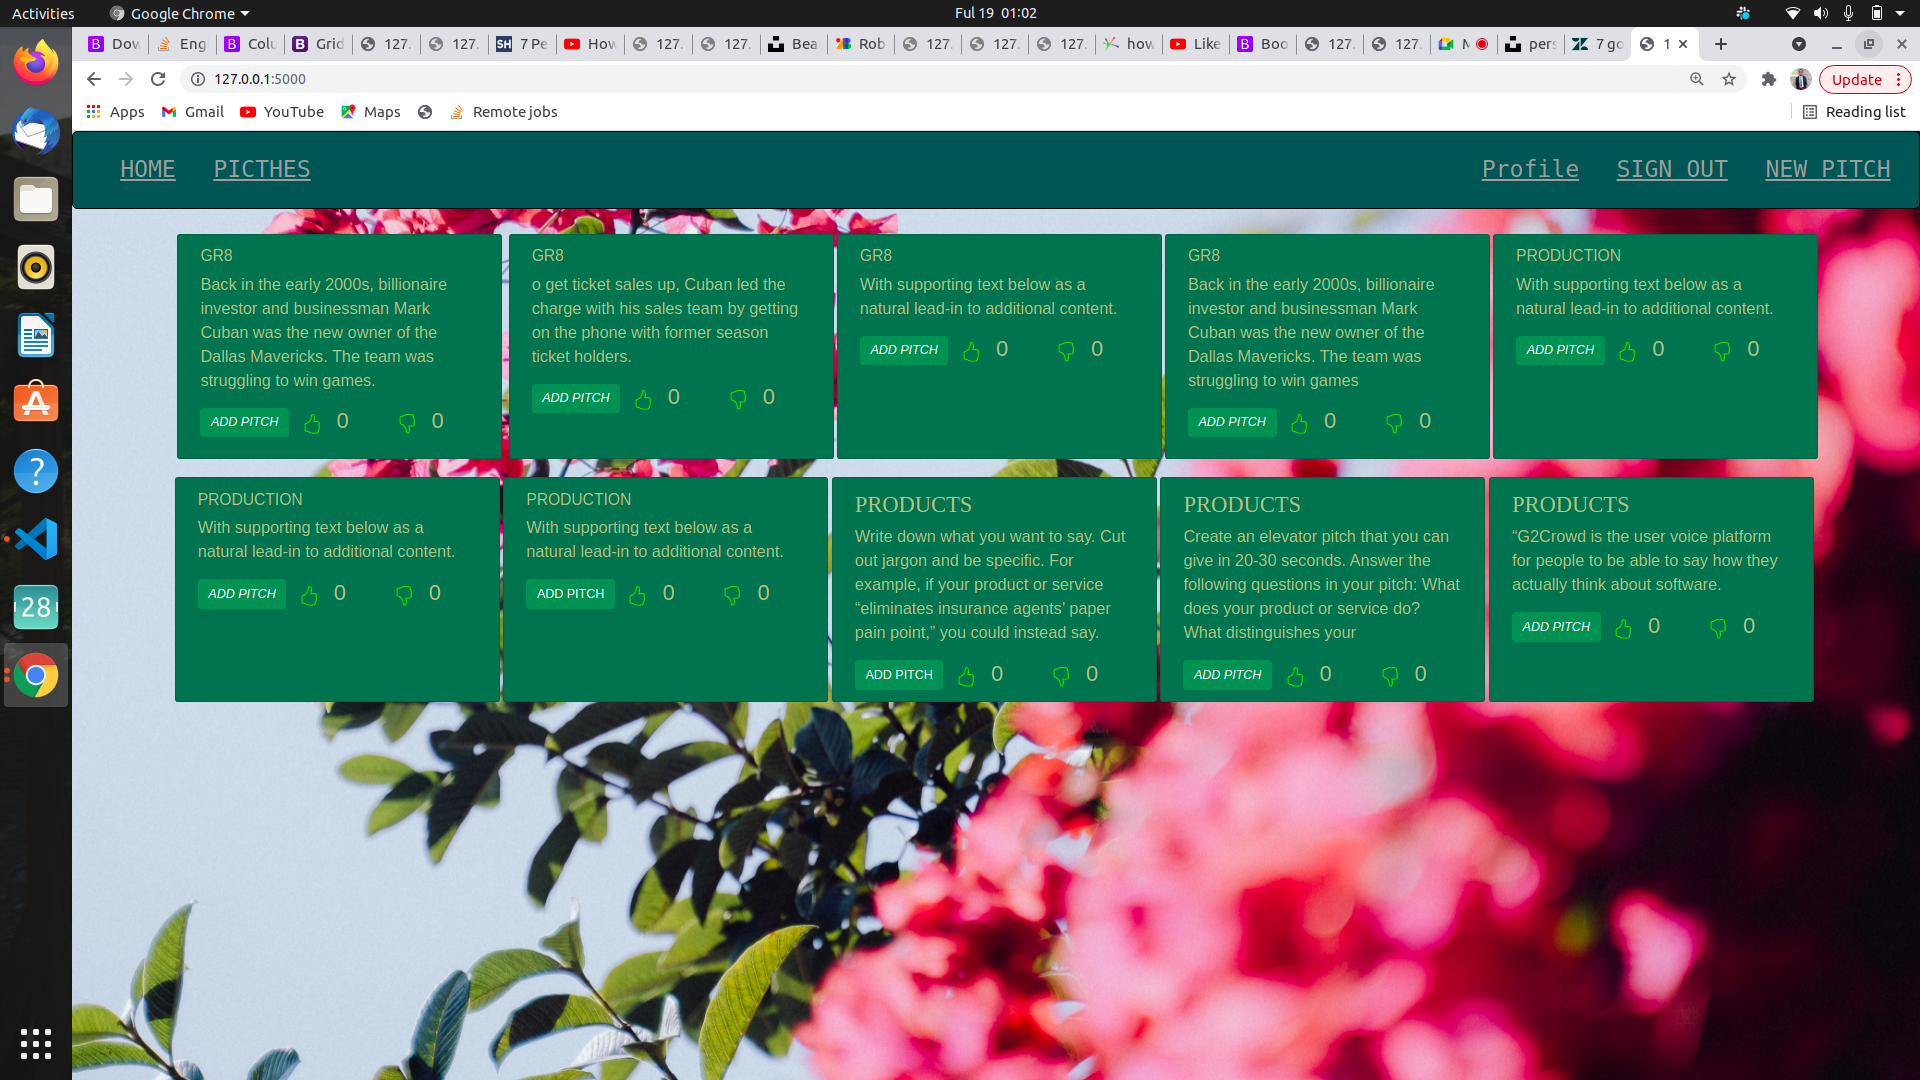 Activities
Google Chrome
Ful 19 01:02
Dow
Eng
Colu
Grid
127.
127.
SH
7 Pe
How
127.
127.
Bea
Rob
127.
127.
127.
how
Like
Boo
127.
127.
pers
7 go
1
127.0.0.1:5000
Update
Apps
Gmail
YouTube
Maps
Remote jobs
Reading list
HOME
PICTHES
Profile
SIGN OUT
NEW PITCH
GR8
Back in the early 2000s, billionaire
investor and businessman Mark
Cuban was the new owner of the
Dallas Mavericks. The team was
struggling to win games.
ADD PITCH 0 0
GR8
o get ticket sales up, Cuban led the
charge with his sales team by getting
on the phone with former season
ticket holders.
ADD PITCH 0 0
GR8
With supporting text below as a
natural lead-in to additional content.
ADD PITCH 0 0
GR8
Back in the early 2000s, billionaire
investor and businessman Mark
Cuban was the new owner of the
Dallas Mavericks. The team was
struggling to win games
ADD PITCH 0 0
PRODUCTION
With supporting text below as a
natural lead-in to additional content.
ADD PITCH 0 0
PRODUCTION
With supporting text below as a
natural lead-in to additional content.
ADD PITCH 0 0
PRODUCTION
With supporting text below as a
natural lead-in to additional content.
ADD PITCH 0 0
PRODUCTS
Write down what you want to say. Cut
out jargon and be specific. For
example, if your product or service
“eliminates insurance agents’ paper
pain point,” you could instead say.
ADD PITCH 0 0
PRODUCTS
Create an elevator pitch that you can
give in 20-30 seconds. Answer the
following questions in your pitch: What
does your product or service do?
What distinguishes your
ADD PITCH 0 0
PRODUCTS
“G2Crowd is the user voice platform
for people to be able to say how they
actually think about software.
ADD PITCH 0 0
28